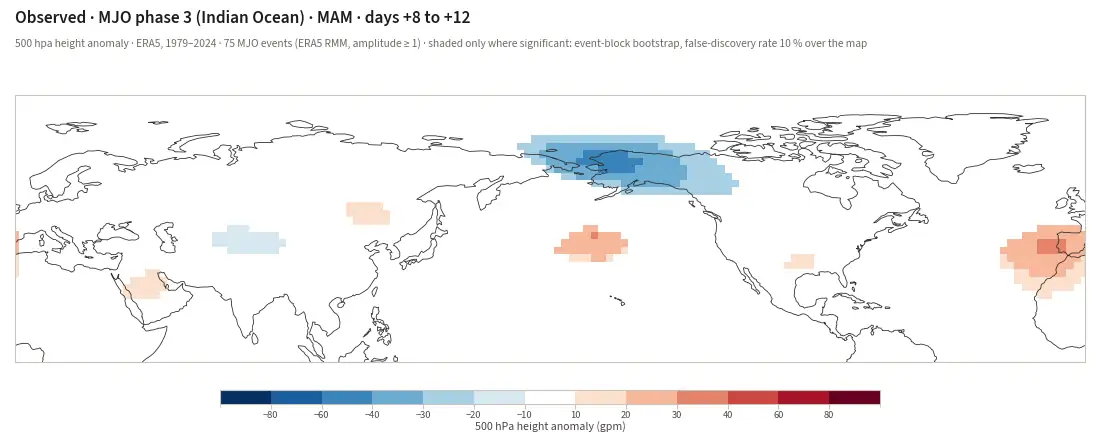 Observed · MJO phase 3 (Indian Ocean) · MAM · days +8 to +12
500 hpa height anomaly · ERA5, 1979–2024 · 75 MJO events (ERA5 RMM, amplitude ≥ 1) · shaded only where significant: event-block bootstrap, false-discovery rate 10 % over the map
−80 −60 −40 −30 −20 −10 10 20 30 40 60 80
500 hPa height anomaly (gpm)